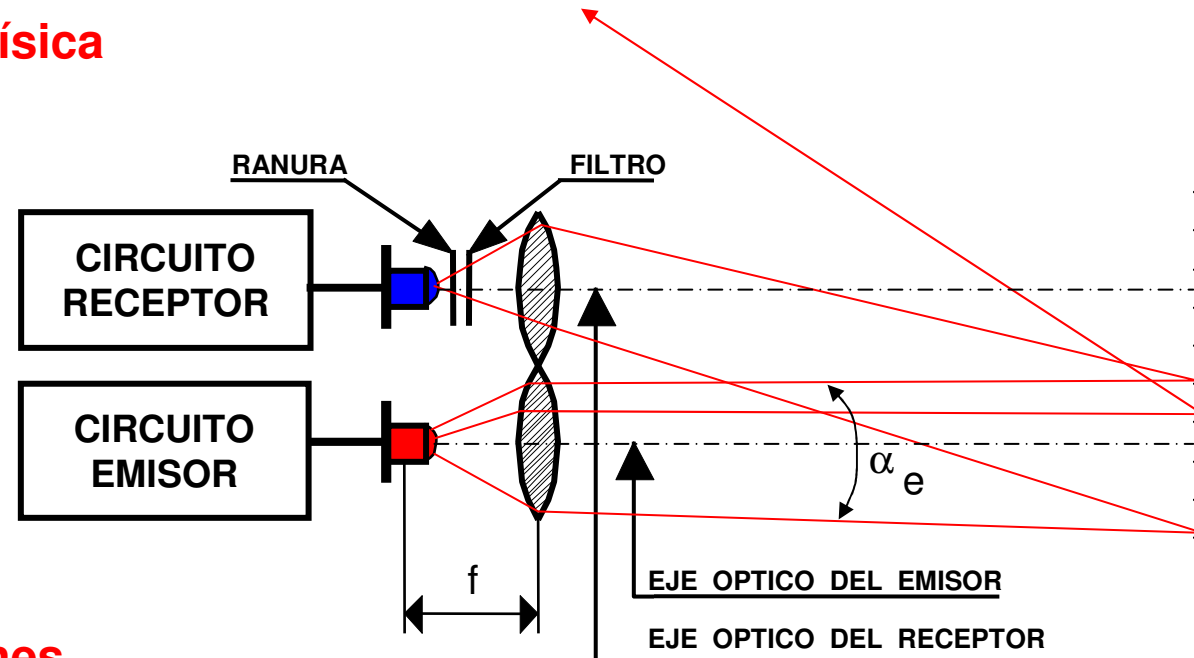 ísica
RANURA
FILTRO
CIRCUITO
RECEPTOR
CIRCUITO
EMISOR
α e
f
EJE OPTICO DEL EMISOR
EJE OPTICO DEL RECEPTOR